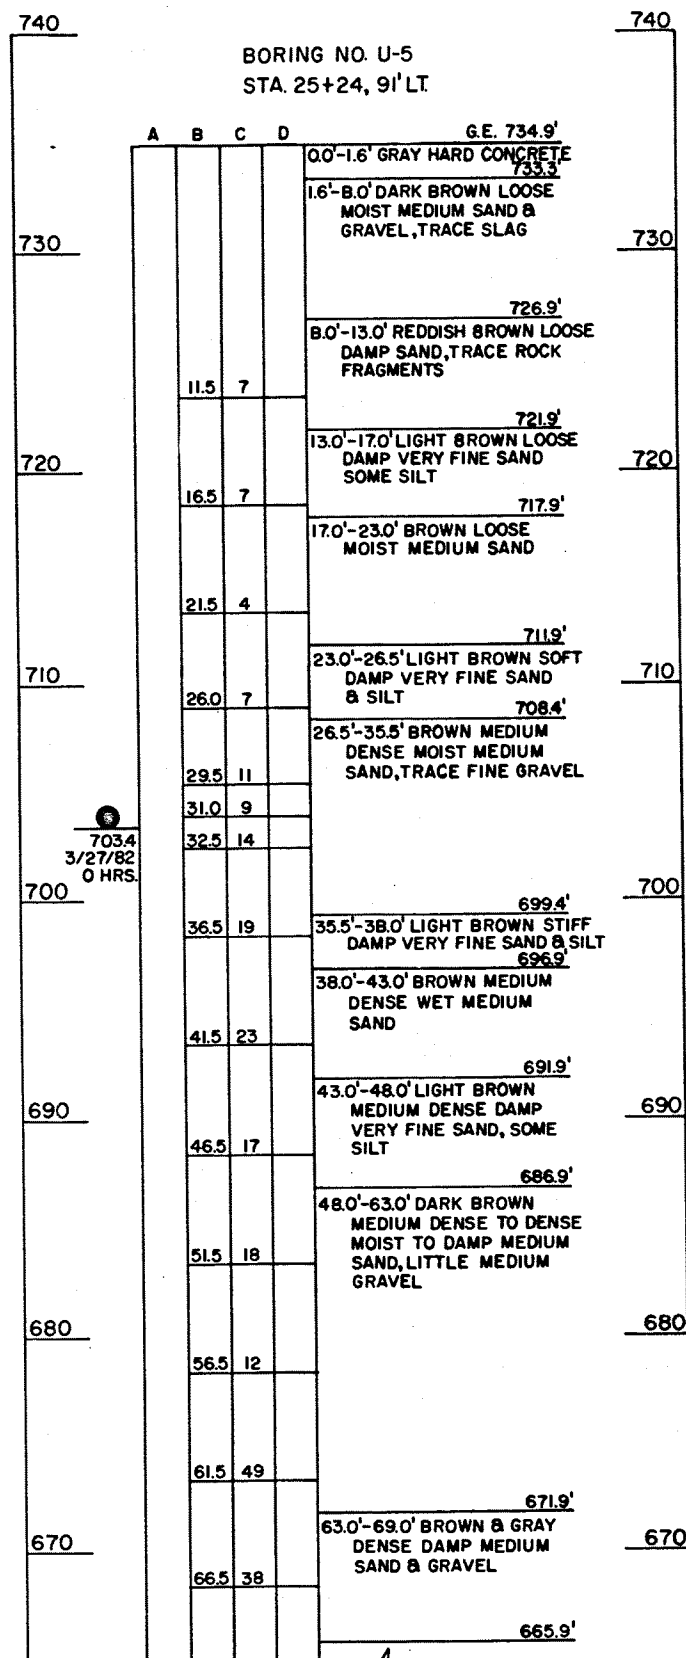 740 740
BORING NO. U-5
STA. 25+24, 91' LT.
A B C D G.E. 734.9'
0.0'-1.6' GRAY HARD CONCRETE
733.3'
1.6'-8.0' DARK BROWN LOOSE
MOIST MEDIUM SAND &
GRAVEL, TRACE SLAG
730 730
726.9'
8.0'-13.0' REDDISH BROWN LOOSE
DAMP SAND, TRACE ROCK
FRAGMENTS
11.5 7
721.9'
13.0'-17.0' LIGHT BROWN LOOSE
DAMP VERY FINE SAND
720 720
SOME SILT
16.5 7
717.9'
17.0'-23.0' BROWN LOOSE
MOIST MEDIUM SAND
21.5 4
711.9'
23.0'-26.5' LIGHT BROWN SOFT
DAMP VERY FINE SAND
710 710
& SILT
26.0 7
708.4'
26.5'-35.5' BROWN MEDIUM
DENSE MOIST MEDIUM
SAND, TRACE FINE GRAVEL
29.5 11
31.0 9
32.5 14
703.4
3/27/82
0 HRS.
700 700
699.4'
36.5 19
35.5'-38.0' LIGHT BROWN STIFF
DAMP VERY FINE SAND & SILT
696.9'
38.0'-43.0' BROWN MEDIUM
DENSE WET MEDIUM
SAND
41.5 23
691.9'
43.0'-48.0' LIGHT BROWN
MEDIUM DENSE DAMP
690 690
VERY FINE SAND, SOME
SILT
46.5 17
686.9'
48.0'-63.0' DARK BROWN
MEDIUM DENSE TO DENSE
MOIST TO DAMP MEDIUM
SAND, LITTLE MEDIUM
GRAVEL
51.5 18
680 680
56.5 12
61.5 49
671.9'
63.0'-69.0' BROWN & GRAY
DENSE DAMP MEDIUM
SAND & GRAVEL
670 670
66.5 38
665.9'